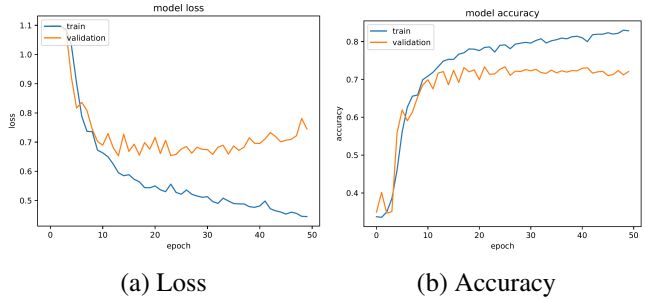 model loss
train
validation
1.1
1.0
0.9
0.8
0.7
0.6
0.5
loss
0
10
20
30
40
50
epoch
(a) Loss
model accuracy
train
validation
0.8
0.7
0.6
0.5
0.4
accuracy
0
10
20
30
40
50
epoch
(b) Accuracy